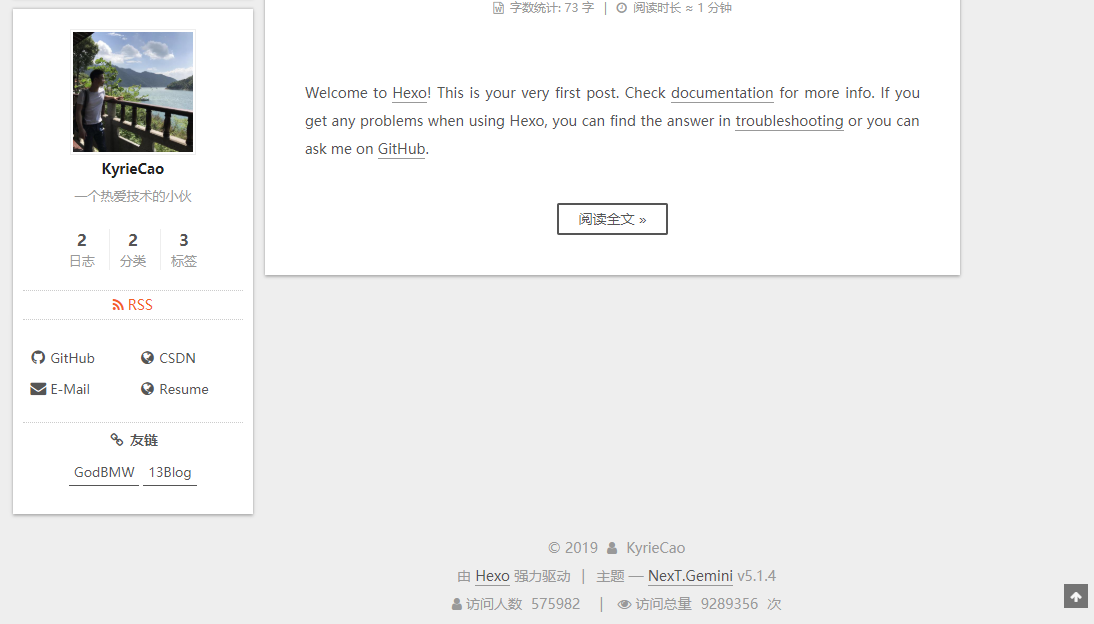 KyrieCao
一个热爱技术的小伙
2 2 3
日志 分类 标签
RSS
GitHub CSDN
E-Mail Resume
友链
GodBMW 13Blog
字数统计: 73 字 | 阅读时长 ≈ 1 分钟
Welcome to Hexo! This is your very first post. Check documentation for more info. If you
get any problems when using Hexo, you can find the answer in troubleshooting or you can
ask me on GitHub.
阅读全文 »
© 2019 KyrieCao
由 Hexo 强力驱动 | 主题 — NexT.Gemini v5.1.4
访问人数 575982 | 访问总量 9289356 次